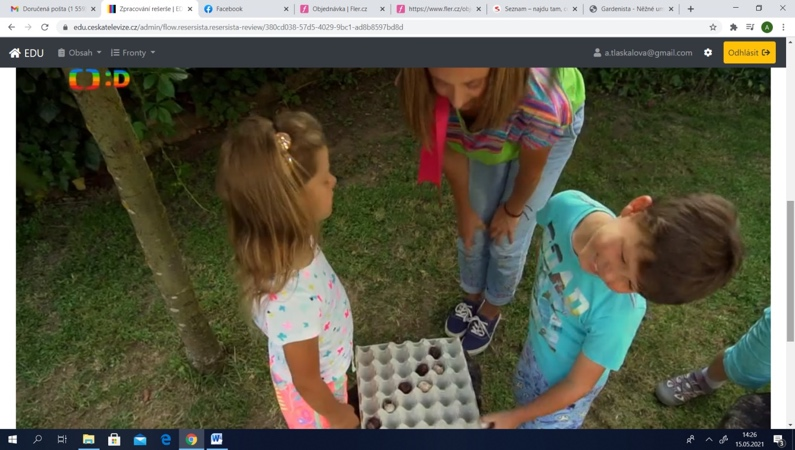 Doručená pošta (1 559
Zpracování rešerše | E
Facebook
Objednávka | Fler.cz
https://www.fler.cz/
Seznam – najdu tam,
Gardenista - Něžné
edu.ceskatelevize.cz/admin/flow.resersista.resersista-review/380cd038-57d5-4029-9bc1-ad8b8597bd8d
A
EDU
Obsah
Fronty
a.tlaskalova@gmail.com
Odhlásit
:D
14:26
15.05.2021
3